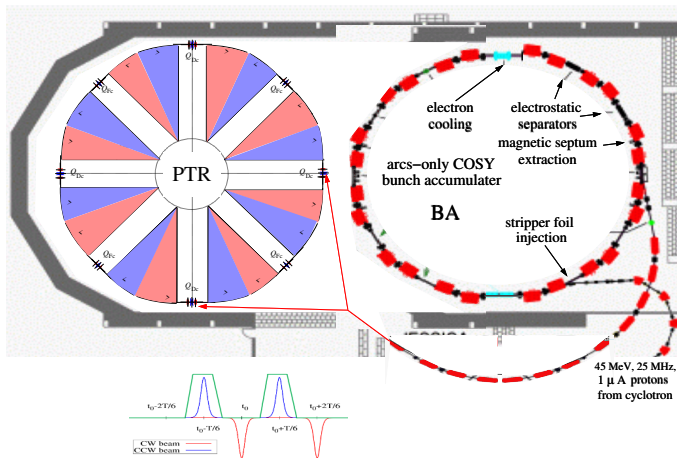 Q_Dc
Q_Fc
Q_Fc
electron
cooling
electrostatic
separators
magnetic septum
extraction
Q_Dc
PTR
Q_Dc
arcs-only COSY
bunch accumulater
BA
stripper foil
injection
Q_Fc
Q_Fc
Q_Dc
45 MeV, 25 MHz,
1 μ A protons
from cyclotron
t₀-2T/6
t₀
t₀+2T/6
t₀-T/6
t₀+T/6
CW beam
CCW beam